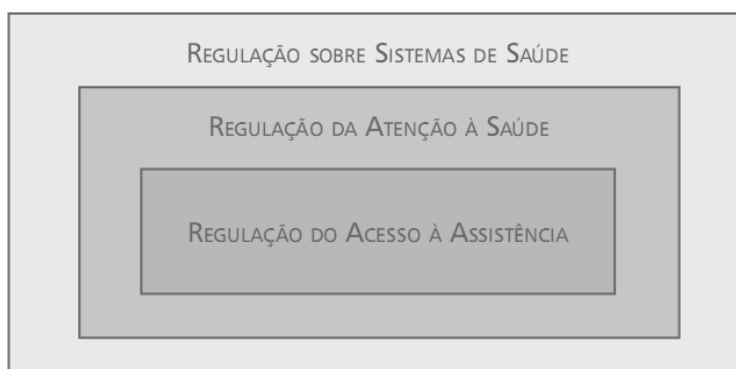 Regulação sobre Sistemas de Saúde
Regulação da Atenção à Saúde
Regulação do Acesso à Assistência